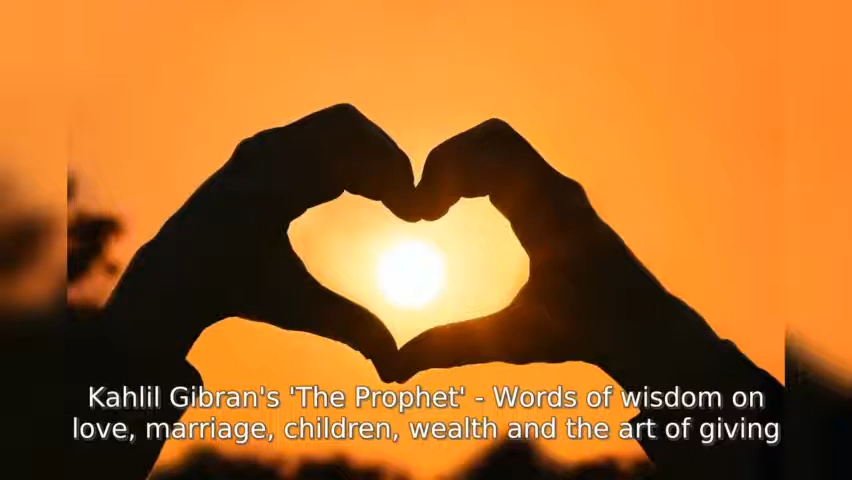 Kahlil Gibran's 'The Prophet' - Words of wisdom on
love, marriage, children, wealth and the art of giving